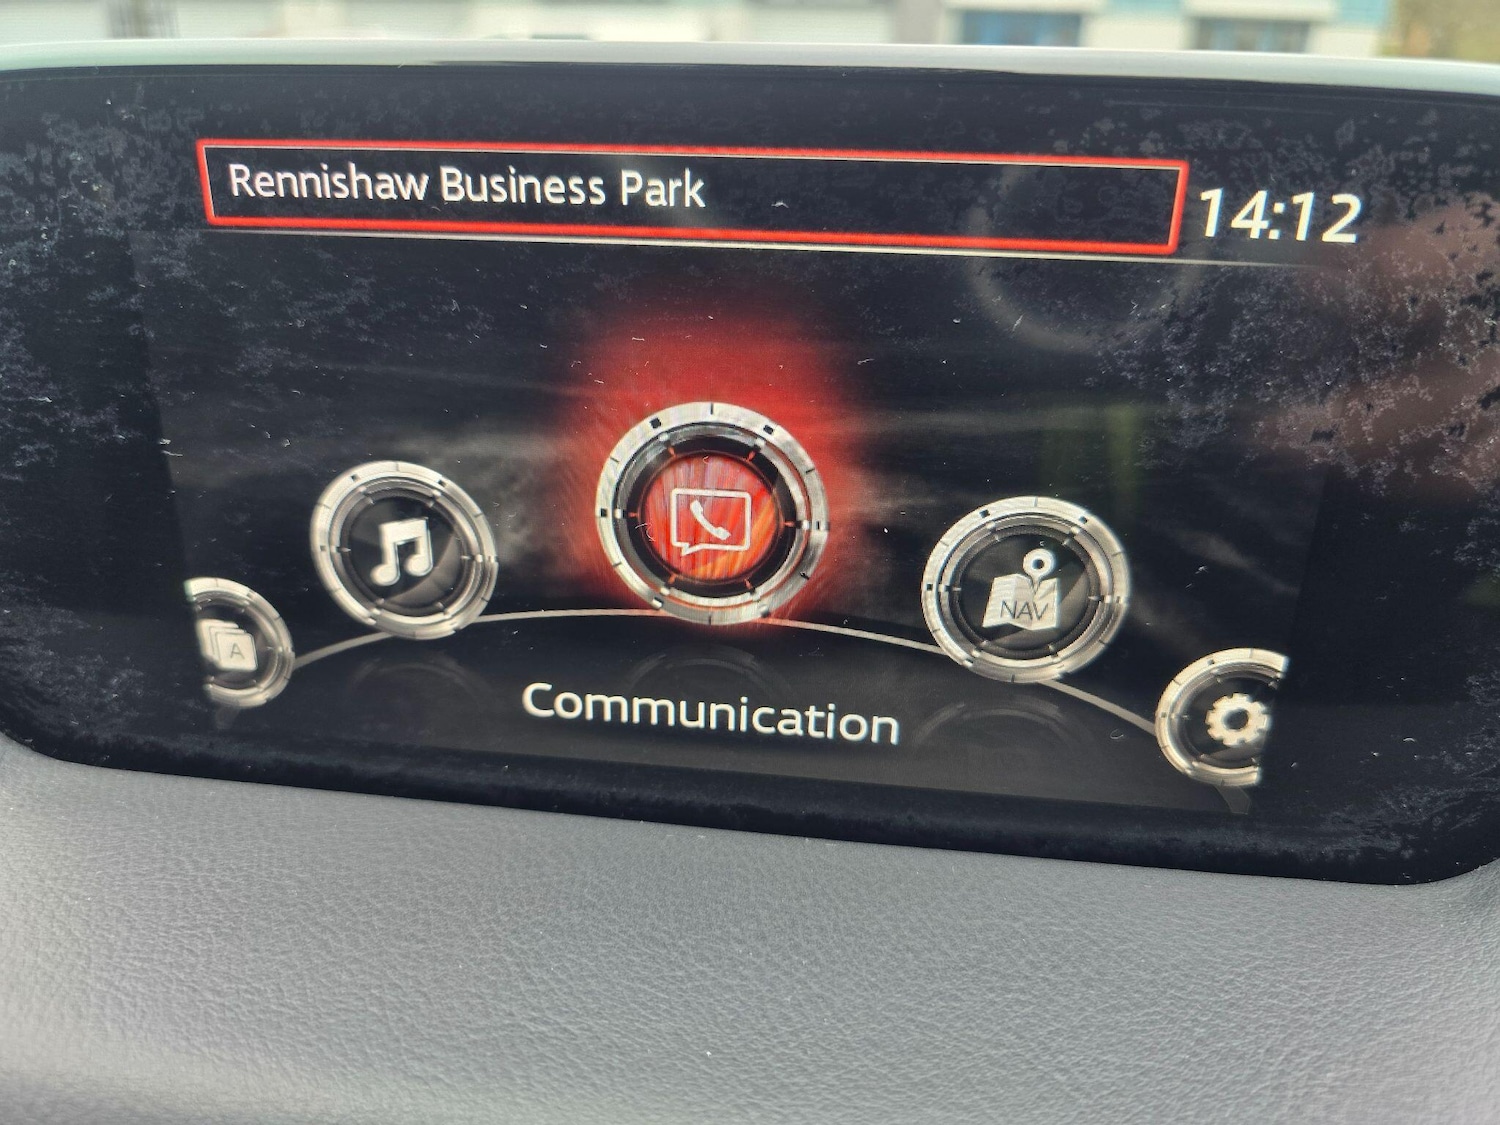 Rennishaw Business Park
14:12
NAV
A
Communication